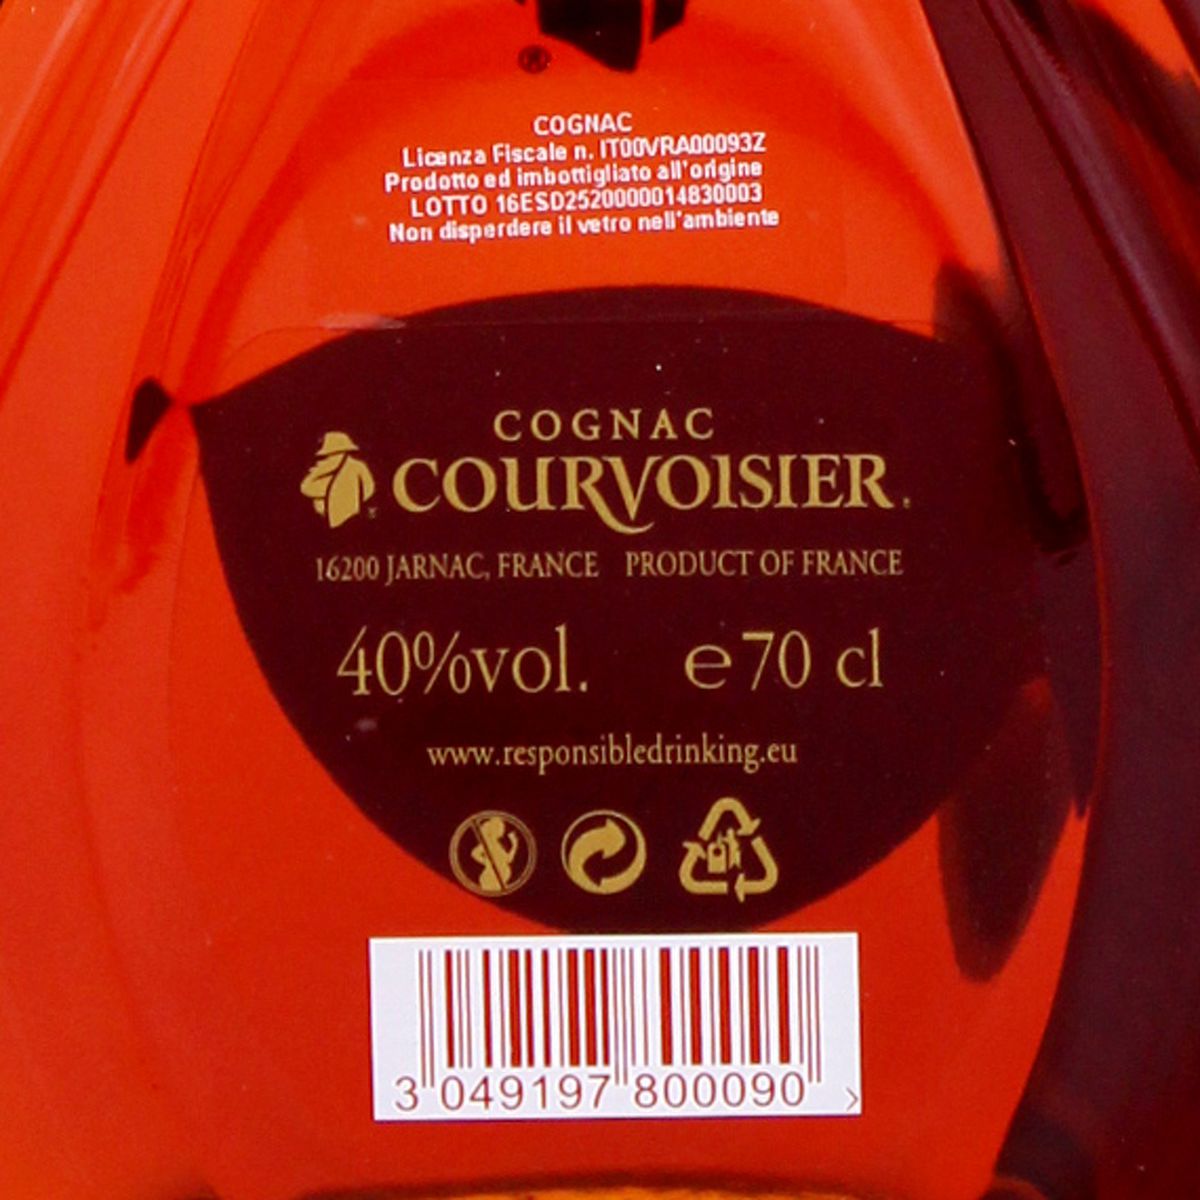 ®
COGNAC
Licenza Fiscale n. IT00VRA00093Z
Prodotto ed imbottigliato all'origine
LOTTO 16ESD2520000014830003
Non disperdere il vetro nell'ambiente
COGNAC
COURVOISIER
16200 JARNAC, FRANCE PRODUCT OF FRANCE
40%vol. e 70 cl
www.responsibledrinking.eu
3 049197 800090 >